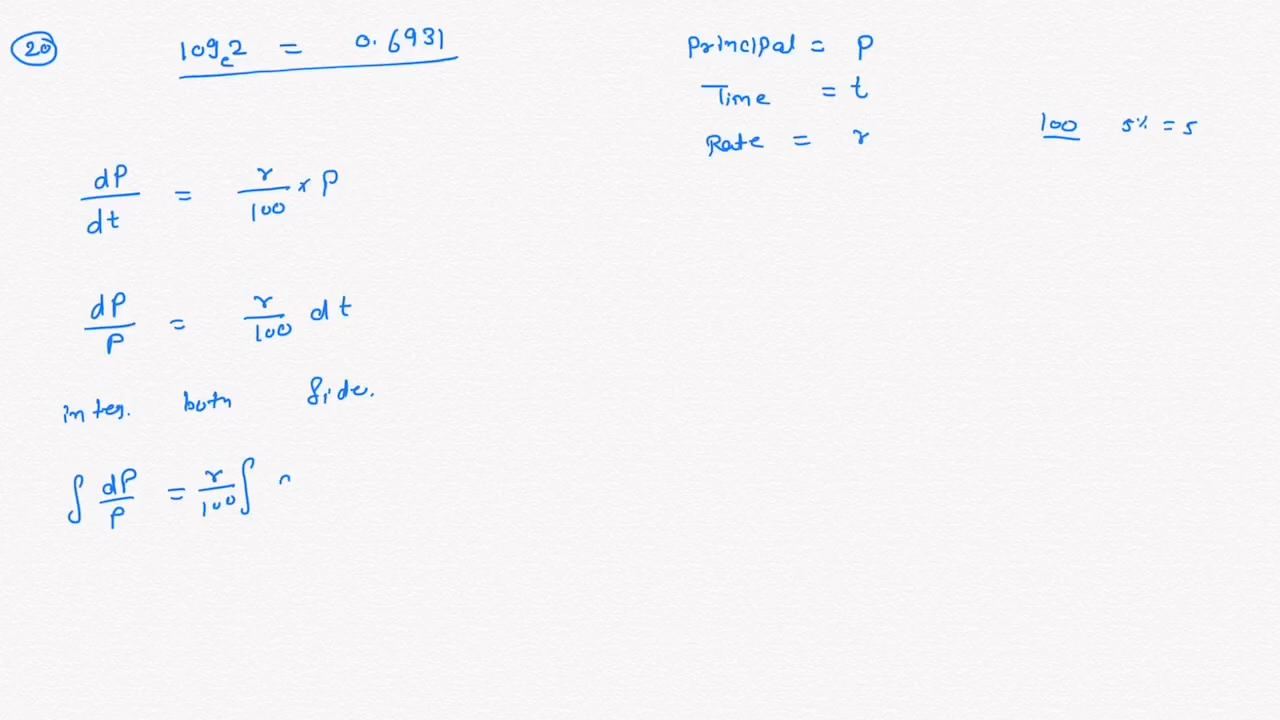 20
log_e 2 = 0.6931
Principal = P
Time = t
Rate = r
100 5% = 5
dP/dt = r/100 × P
dP/P = r/100 dt
integ. both side.
∫ dP/P = r/100 ∫